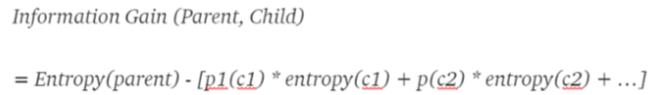 Information Gain (Parent, Child)
= Entropy(parent) - [p1(c1) * entropy(c1) + p(c2) * entropy(c2) + ...]